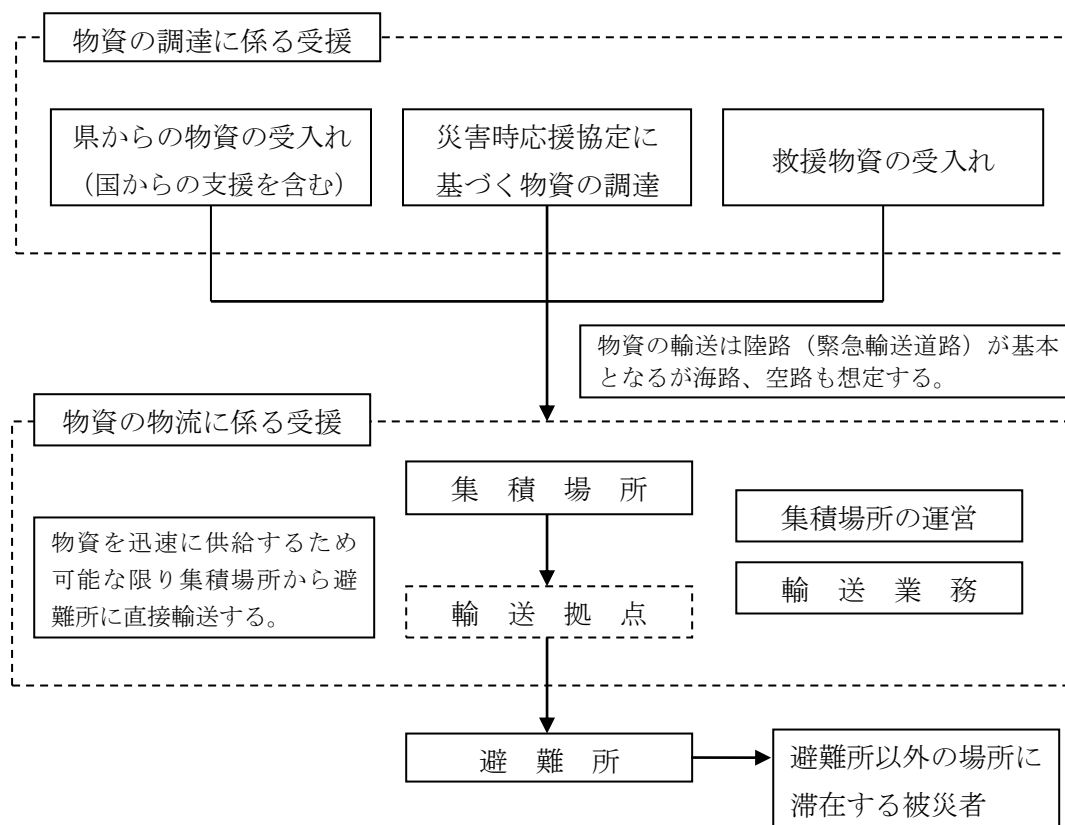 物資の調達に係る受援
県からの物資の受入れ
（国からの支援を含む）
災害時応援協定に
基づく物資の調達
救援物資の受入れ
物資の輸送は陸路（緊急輸送道路）が基本
となるが海路、空路も想定する。
物資の物流に係る受援
集　積　場　所
物資を迅速に供給するため
可能な限り集積場所から避
難所に直接輸送する。
輸　送　拠　点
集積場所の運営
輸　送　業　務
避　難　所
避難所以外の場所に
滞在する被災者